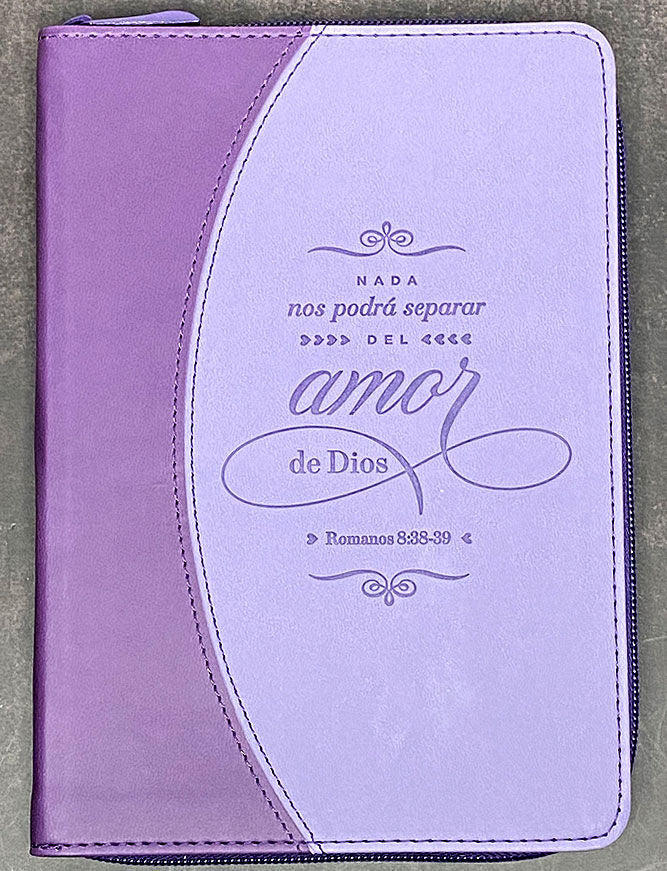 NADA
nos podrá separar
DEL
amor
de Dios
Romanos 8:38-39